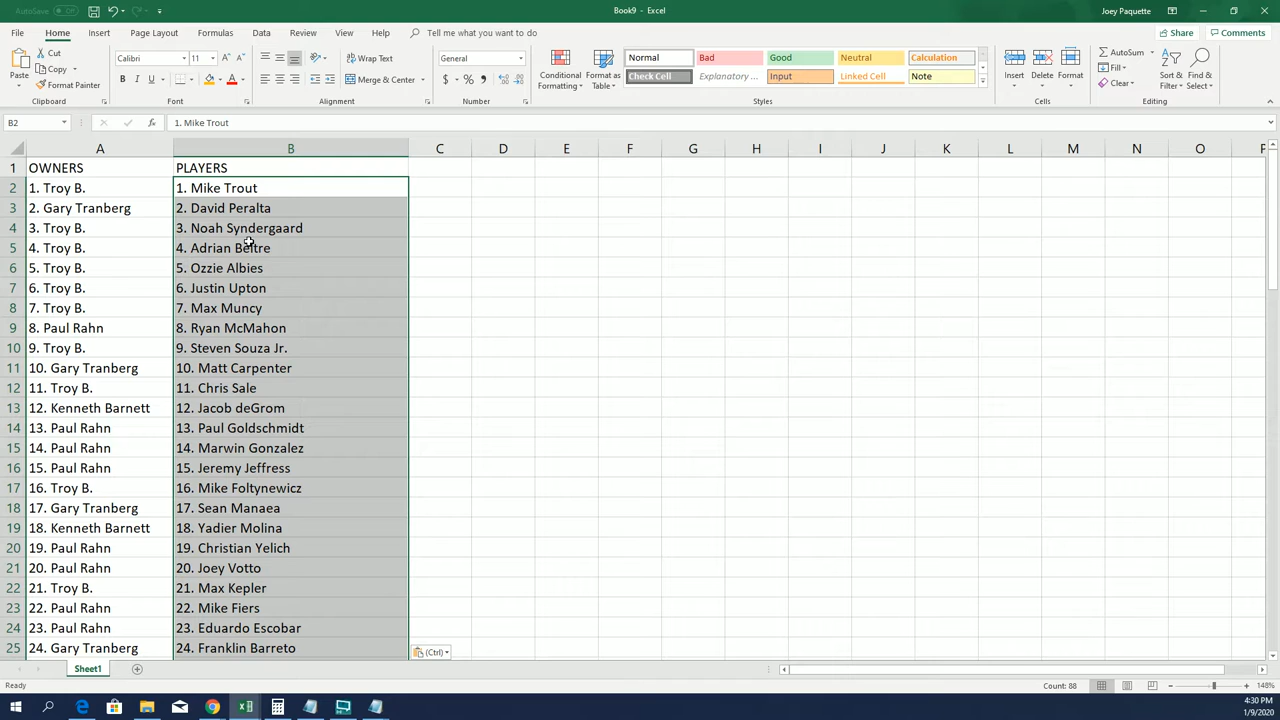 AutoSave Off Book9 - Excel Joey Paquette
File Home Insert Draw Page Layout Formulas Data Review View Help Tell me what you want to do Share Comments
Paste Cut Copy Format Painter Clipboard
Calibri 11 B I U A Font
Wrap Text Merge & Center Alignment
General $ % , Number
Conditional Formatting Format as Table
Normal Bad Good Neutral Calculation
Check Cell Explanatory ... Input Linked Cell Note
Styles
Insert Delete Format Cells
AutoSum Fill Clear Sort & Filter Find & Select Editing
B2 fx 1. Mike Trout
A B C D E F G H I J K L M N O P
1 OWNERS PLAYERS
2 1. Troy B. 1. Mike Trout
3 2. Gary Tranberg 2. David Peralta
4 3. Troy B. 3. Noah Syndergaard
5 4. Troy B. 4. Adrian Beltre
6 5. Troy B. 5. Ozzie Albies
7 6. Troy B. 6. Justin Upton
8 7. Troy B. 7. Max Muncy
9 8. Paul Rahn 8. Ryan McMahon
10 9. Troy B. 9. Steven Souza Jr.
11 10. Gary Tranberg 10. Matt Carpenter
12 11. Troy B. 11. Chris Sale
13 12. Kenneth Barnett 12. Jacob deGrom
14 13. Paul Rahn 13. Paul Goldschmidt
15 14. Paul Rahn 14. Marwin Gonzalez
16 15. Paul Rahn 15. Jeremy Jeffress
17 16. Troy B. 16. Mike Foltynewicz
18 17. Gary Tranberg 17. Sean Manaea
19 18. Kenneth Barnett 18. Yadier Molina
20 19. Paul Rahn 19. Christian Yelich
21 20. Paul Rahn 20. Joey Votto
22 21. Troy B. 21. Max Kepler
23 22. Paul Rahn 22. Mike Fiers
24 23. Paul Rahn 23. Eduardo Escobar
25 24. Gary Tranberg 24. Franklin Barreto
(Ctrl)
Sheet1
Ready Count: 88 148%
4:30 PM
1/9/2020